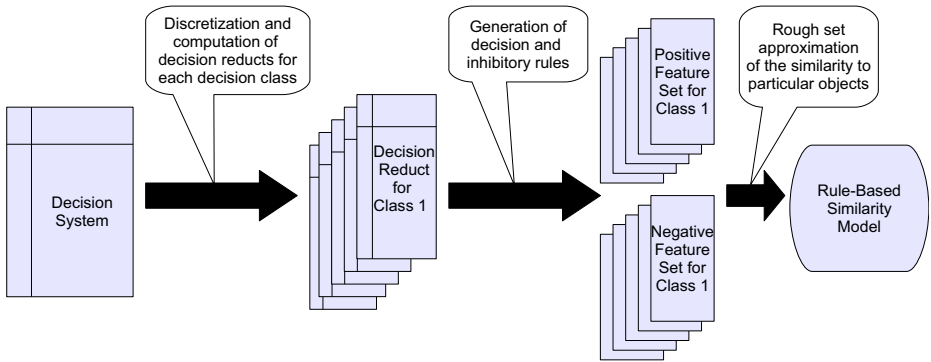 Discretization and
computation of
decision reducts for
each decision class
Generation of
decision and
inhibitory rules
Rough set
approximation
of the similarity to
particular objects
Decision
System
Decision
Reduct
for
Class 1
Positive
Feature
Set for
Class 1
Negative
Feature
Set for
Class 1
Rule-Based
Similarity
Model